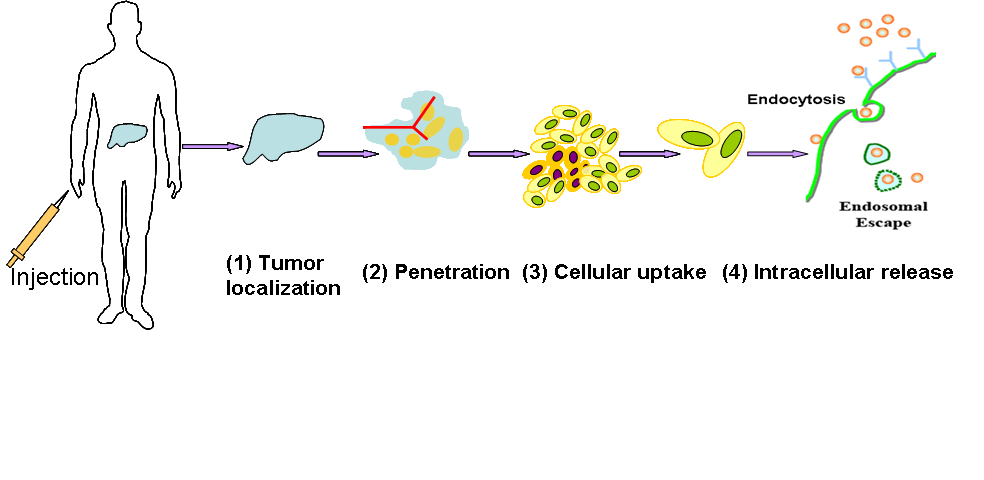 Endocytosis
Endosomal
Escape
Injection
(1) Tumor
localization
(2) Penetration
(3) Cellular uptake
(4) Intracellular release